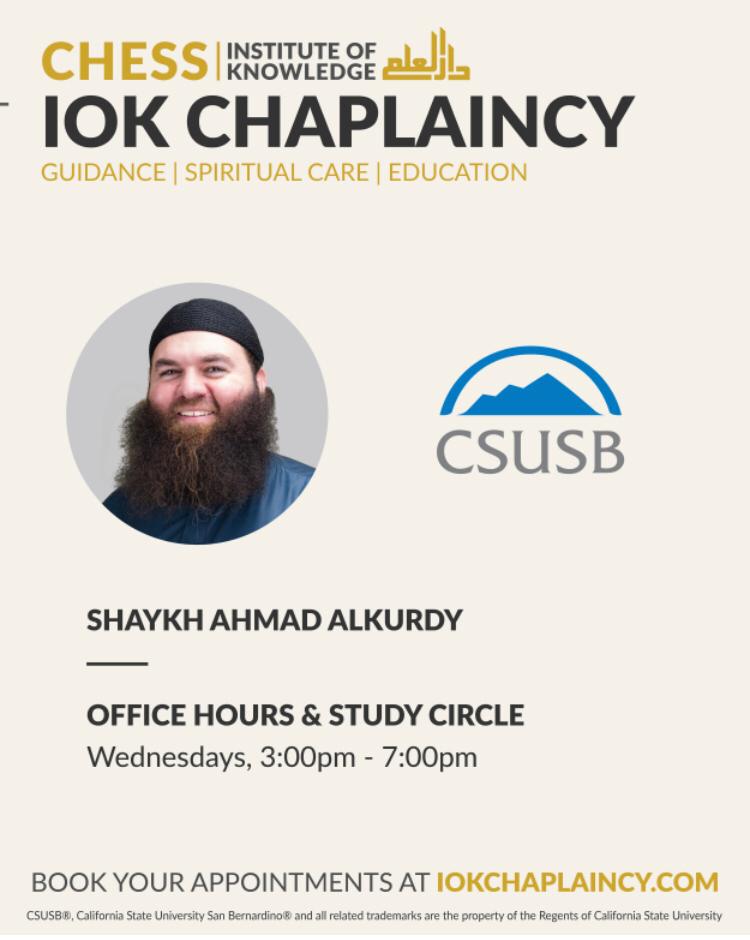 CHESS | INSTITUTE OF
KNOWLEDGE دار العلم
IOK CHAPLAINCY
GUIDANCE | SPIRITUAL CARE | EDUCATION
CSUSB
SHAYKH AHMAD ALKURDY
OFFICE HOURS & STUDY CIRCLE
Wednesdays, 3:00pm - 7:00pm
BOOK YOUR APPOINTMENTS AT IOKCHAPLAINCY.COM
CSUSB®, California State University San Bernardino® and all related trademarks are the property of the Regents of California State University